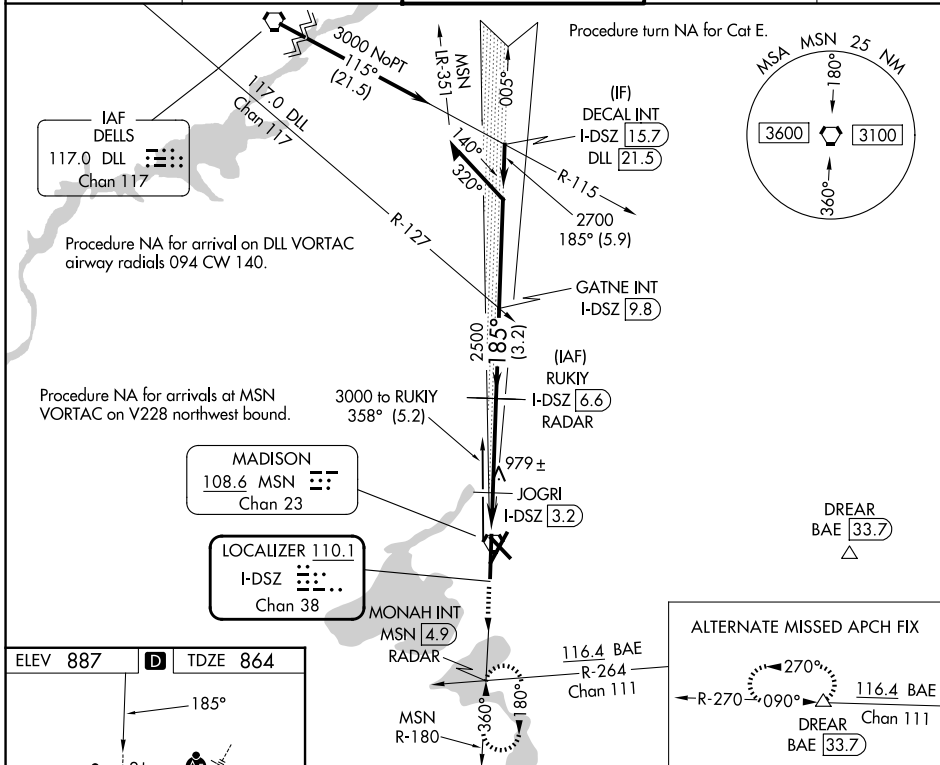 Procedure turn NA for Cat E.
3000 NoPT
115°
(21.5)
MSN
LR-351
005°
MSA MSN 25 NM
180°
3600
3100
360°
117.0 DLL
Chan 117
IAF
DELLS
117.0 DLL
Chan 117
(IF)
DECAL INT
I-DSZ 15.7
DLL 21.5
140°
320°
R-115
2700
185° (5.9)
R-127
Procedure NA for arrival on DLL VORTAC
airway radials 094 CW 140.
GATNE INT
I-DSZ 9.8
2500
185°
(3.2)
(IAF)
RUKIY
I-DSZ 6.6
RADAR
Procedure NA for arrivals at MSN
VORTAC on V228 northwest bound.
3000 to RUKIY
358° (5.2)
979 ±
MADISON
108.6 MSN
Chan 23
JOGRI
I-DSZ 3.2
DREAR
BAE 33.7
LOCALIZER 110.1
I-DSZ
Chan 38
MONAH INT
MSN 4.9
RADAR
116.4 BAE
R-264
Chan 111
360°
180°
MSN
R-180
ALTERNATE MISSED APCH FIX
270°
R-270
090°
116.4 BAE
Chan 111
DREAR
BAE 33.7
ELEV 887
D
TDZE 864
185°